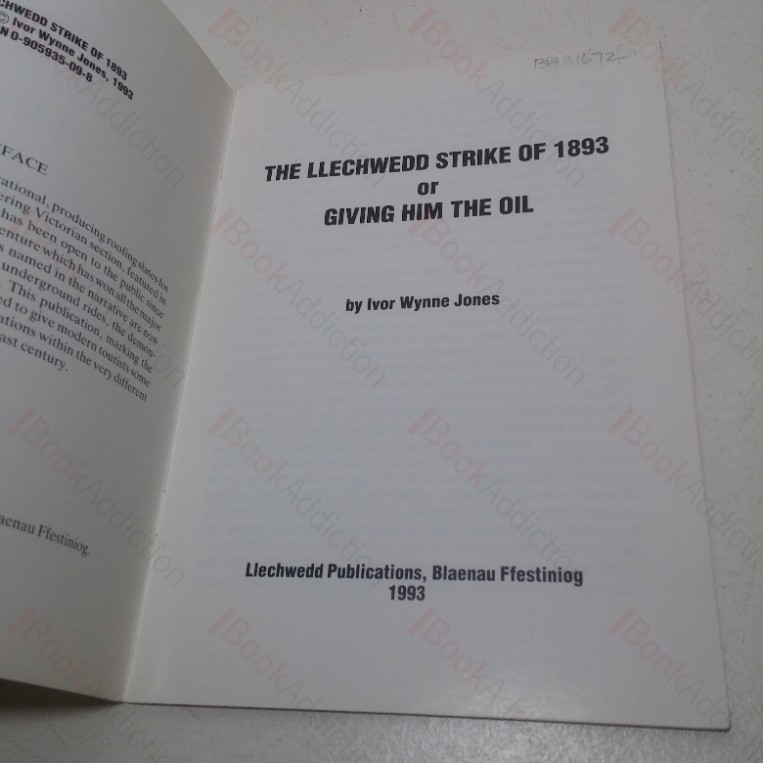 CHWEDD STRIKE OF 1893
© Ivor Wynne Jones, 1993
N 0-905935-09-8
FACE
rational, producing roofing slates for
ering Victorian section, featured in
has been open to the public since
enture which has won all the major
s named in the narrative are now
underground rides, the demon-
. This publication, marking the
ed to give modern tourists some
ations within the very different
ast century.
laenau Ffestiniog.
THE LLECHWEDD STRIKE OF 1893
or
GIVING HIM THE OIL
by Ivor Wynne Jones
Llechwedd Publications, Blaenau Ffestiniog
1993
BookAddiction